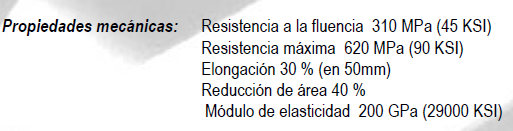 Propiedades mecánicas: Resistencia a la fluencia 310 MPa (45 KSI)
Resistencia máxima 620 MPa (90 KSI)
Elongación 30 % (en 50mm)
Reducción de área 40 %
Módulo de elasticidad 200 GPa (29000 KSI)